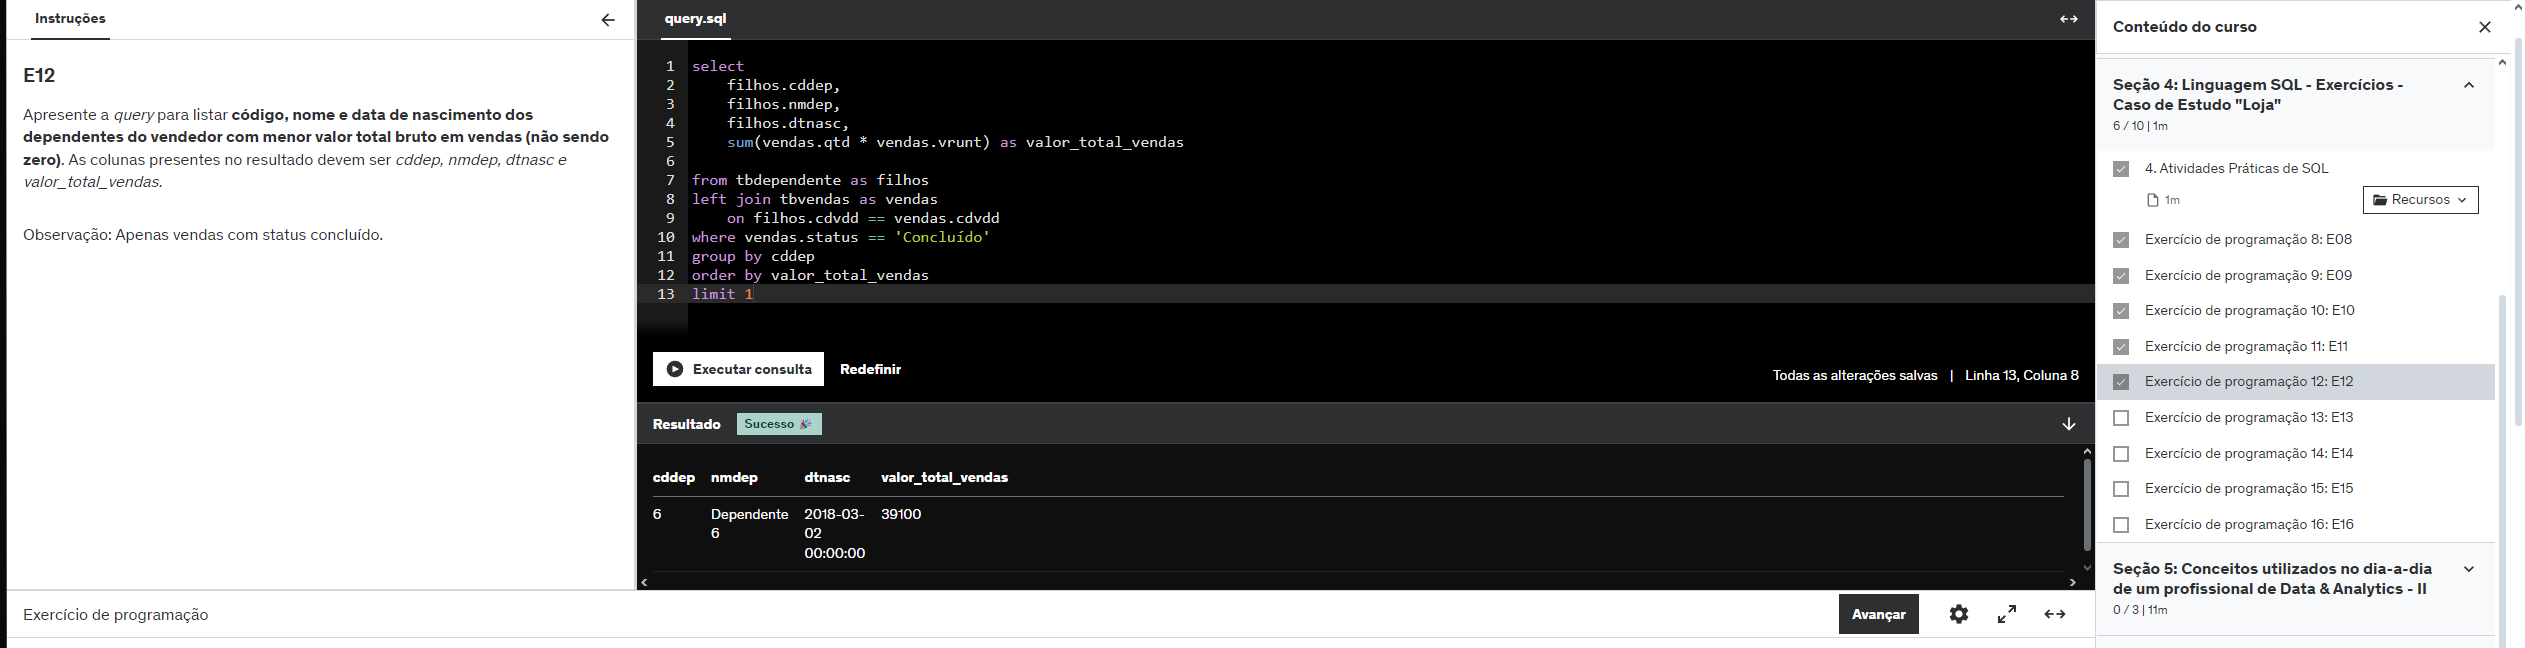 Instruções
E12
Apresente a query para listar código, nome e data de nascimento dos
dependentes do vendedor com menor valor total bruto em vendas (não sendo
zero). As colunas presentes no resultado devem ser cddep, nmdep, dtnasc e
valor_total_vendas.
Observação: Apenas vendas com status concluído.
query.sql
1 select
2 filhos.cddep,
3 filhos.nmdep,
4 filhos.dtnasc,
5 sum(vendas.qtd * vendas.vrunt) as valor_total_vendas
6
7 from tbdependente as filhos
8 left join tbvendas as vendas
9 on filhos.cdvdd == vendas.cdvdd
10 where vendas.status == 'Concluído'
11 group by cddep
12 order by valor_total_vendas
13 limit 1
Executar consulta Redefinir
Todas as alterações salvas | Linha 13, Coluna 8
Resultado Sucesso 🎉
cddep nmdep dtnasc valor_total_vendas
6 Dependente 2018-03- 39100
6 02
00:00:00
Exercício de programação
Avançar
Conteúdo do curso
Seção 4: Linguagem SQL - Exercícios -
Caso de Estudo "Loja"
6 / 10 | 1m
4. Atividades Práticas de SQL
1m
Recursos
Exercício de programação 8: E08
Exercício de programação 9: E09
Exercício de programação 10: E10
Exercício de programação 11: E11
Exercício de programação 12: E12
Exercício de programação 13: E13
Exercício de programação 14: E14
Exercício de programação 15: E15
Exercício de programação 16: E16
Seção 5: Conceitos utilizados no dia-a-dia
de um profissional de Data & Analytics - II
0 / 3 | 11m